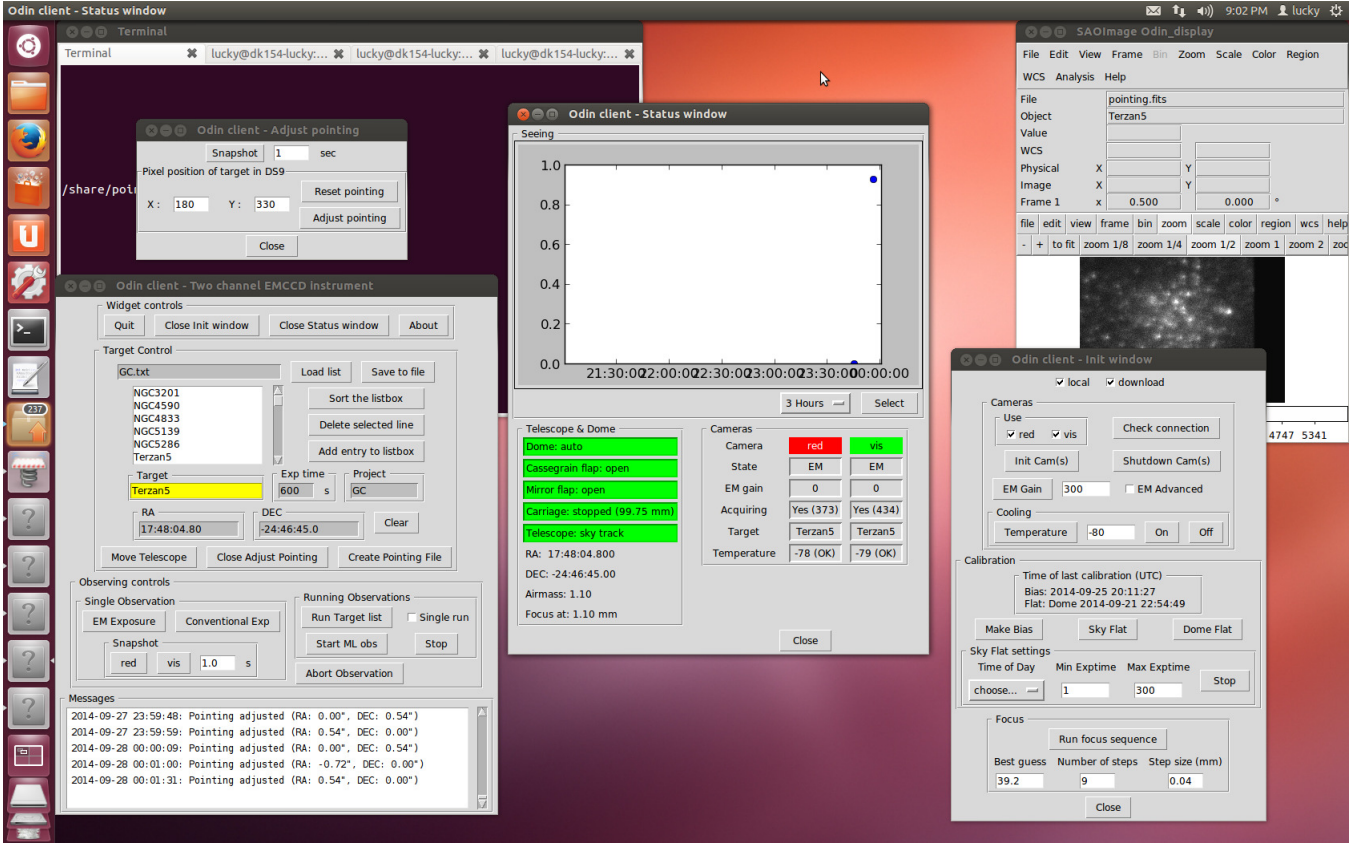 Odin client - Status window
9:02 PM lucky
Terminal
Terminal lucky@dk154-lucky:... lucky@dk154-lucky:... lucky@dk154-lucky:...
/share/poin
237
Odin client - Adjust pointing
Snapshot 1 sec
Pixel position of target in DS9
X : 180 Y : 330
Reset pointing
Adjust pointing
Close
Odin client - Two channel EMCCD instrument
Widget controls
Quit Close Init window Close Status window About
Target Control
GC.txt Load list Save to file
NGC3201
NGC4590
NGC4833
NGC5139
NGC5286
Terzan5
Sort the listbox
Delete selected line
Add entry to listbox
Target Exp time Project
Terzan5 600 s GC
RA DEC
17:48:04.80 -24:46:45.0 Clear
Move Telescope Close Adjust Pointing Create Pointing File
Observing controls
Single Observation
EM Exposure Conventional Exp
Snapshot
red vis 1.0 s
Running Observations
Run Target list Single run
Start ML obs Stop
Abort Observation
Messages
2014-09-27 23:59:48: Pointing adjusted (RA: 0.00", DEC: 0.54")
2014-09-27 23:59:59: Pointing adjusted (RA: 0.54", DEC: 0.00")
2014-09-28 00:00:09: Pointing adjusted (RA: 0.00", DEC: 0.54")
2014-09-28 00:01:00: Pointing adjusted (RA: -0.72", DEC: 0.00")
2014-09-28 00:01:31: Pointing adjusted (RA: 0.54", DEC: 0.00")
Odin client - Status window
Seeing
1.0
0.8
0.6
0.4
0.2
0.0
21:30:00 22:00:00 22:30:00 23:00:00 23:30:00 00:00:00
3 Hours Select
Telescope & Dome
Dome: auto
Cassegrain flap: open
Mirror flap: open
Carriage: stopped (99.75 mm)
Telescope: sky track
RA: 17:48:04.800
DEC: -24:46:45.00
Airmass: 1.10
Focus at: 1.10 mm
Cameras
Camera red vis
State EM EM
EM gain 0 0
Acquiring Yes (373) Yes (434)
Target Terzan5 Terzan5
Temperature -78 (OK) -79 (OK)
Close
SAOImage Odin_display
File Edit View Frame Bin Zoom Scale Color Region
WCS Analysis Help
File pointing.fits
Object Terzan5
Value
WCS
Physical X Y
Image X Y
Frame 1 x 0.500 0.000 °
file edit view frame bin zoom scale color region wcs help
- + to fit zoom 1/8 zoom 1/4 zoom 1/2 zoom 1 zoom 2 zoo
4747 5341
Odin client - Init window
local download
Cameras
Use
red vis
Check connection
Init Cam(s) Shutdown Cam(s)
EM Gain 300 EM Advanced
Cooling
Temperature -80 On Off
Calibration
Time of last calibration (UTC)
Bias: 2014-09-25 20:11:27
Flat: Dome 2014-09-21 22:54:49
Make Bias Sky Flat Dome Flat
Sky Flat settings
Time of Day Min Exptime Max Exptime
choose... 1 300 Stop
Focus
Run focus sequence
Best guess Number of steps Step size (mm)
39.2 9 0.04
Close